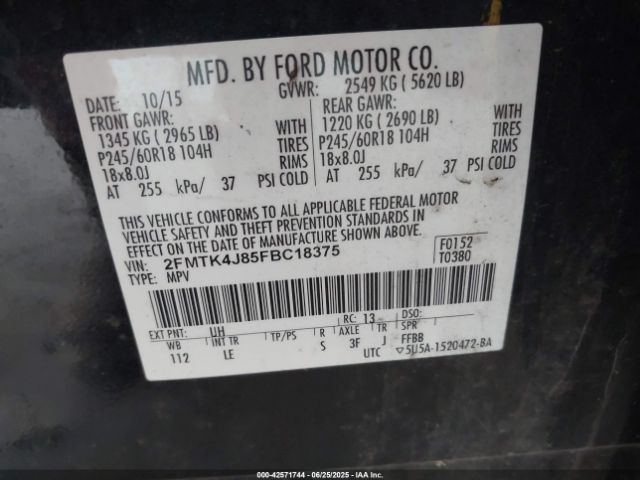 MFD. BY FORD MOTOR CO.
DATE: 10/15 GVWR: 2549 KG ( 5620 LB)
FRONT GAWR: REAR GAWR:
1345 KG ( 2965 LB) WITH 1220 KG ( 2690 LB) WITH
P245/60R18 104H TIRES P245/60R18 104H TIRES
18x8.0J RIMS 18x8.0J RIMS
AT 255 kPa/ 37 PSI COLD AT 255 kPa/ 37 PSI COLD
THIS VEHICLE CONFORMS TO ALL APPLICABLE FEDERAL MOTOR
VEHICLE SAFETY AND THEFT PREVENTION STANDARDS IN
EFFECT ON THE DATE OF MANUFACTURE SHOWN ABOVE.
VIN: 2FMTK4J85FBC18375 F0152
TYPE: MPV T0380
EXT PNT: UH RC: 13 DSO:
WB INT TR TP/PS R AXLE TR SPR
112 LE S 3F J FFBB
UTC ▽5U5A-1520472-BA
000-42571744 - 06/25/2025 - IAA Inc.